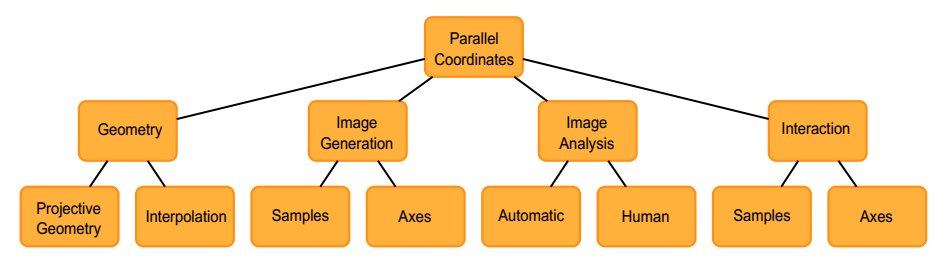 Parallel
Coordinates
Geometry
Image
Generation
Image
Analysis
Interaction
Projective
Geometry
Interpolation
Samples
Axes
Automatic
Human
Samples
Axes